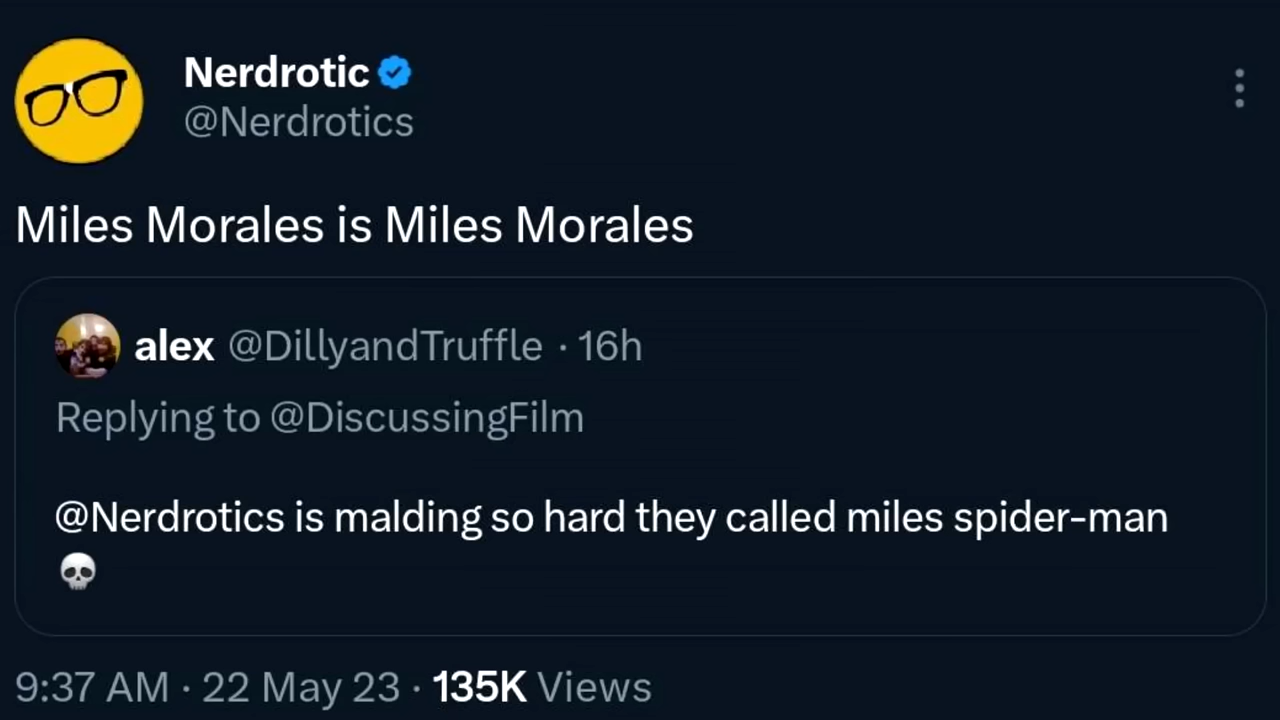 Nerdrotic
@Nerdrotics
Miles Morales is Miles Morales
alex @DillyandTruffle · 16h
Replying to @DiscussingFilm
@Nerdrotics is malding so hard they called miles spider-man
💀
9:37 AM · 22 May 23 · 135K Views